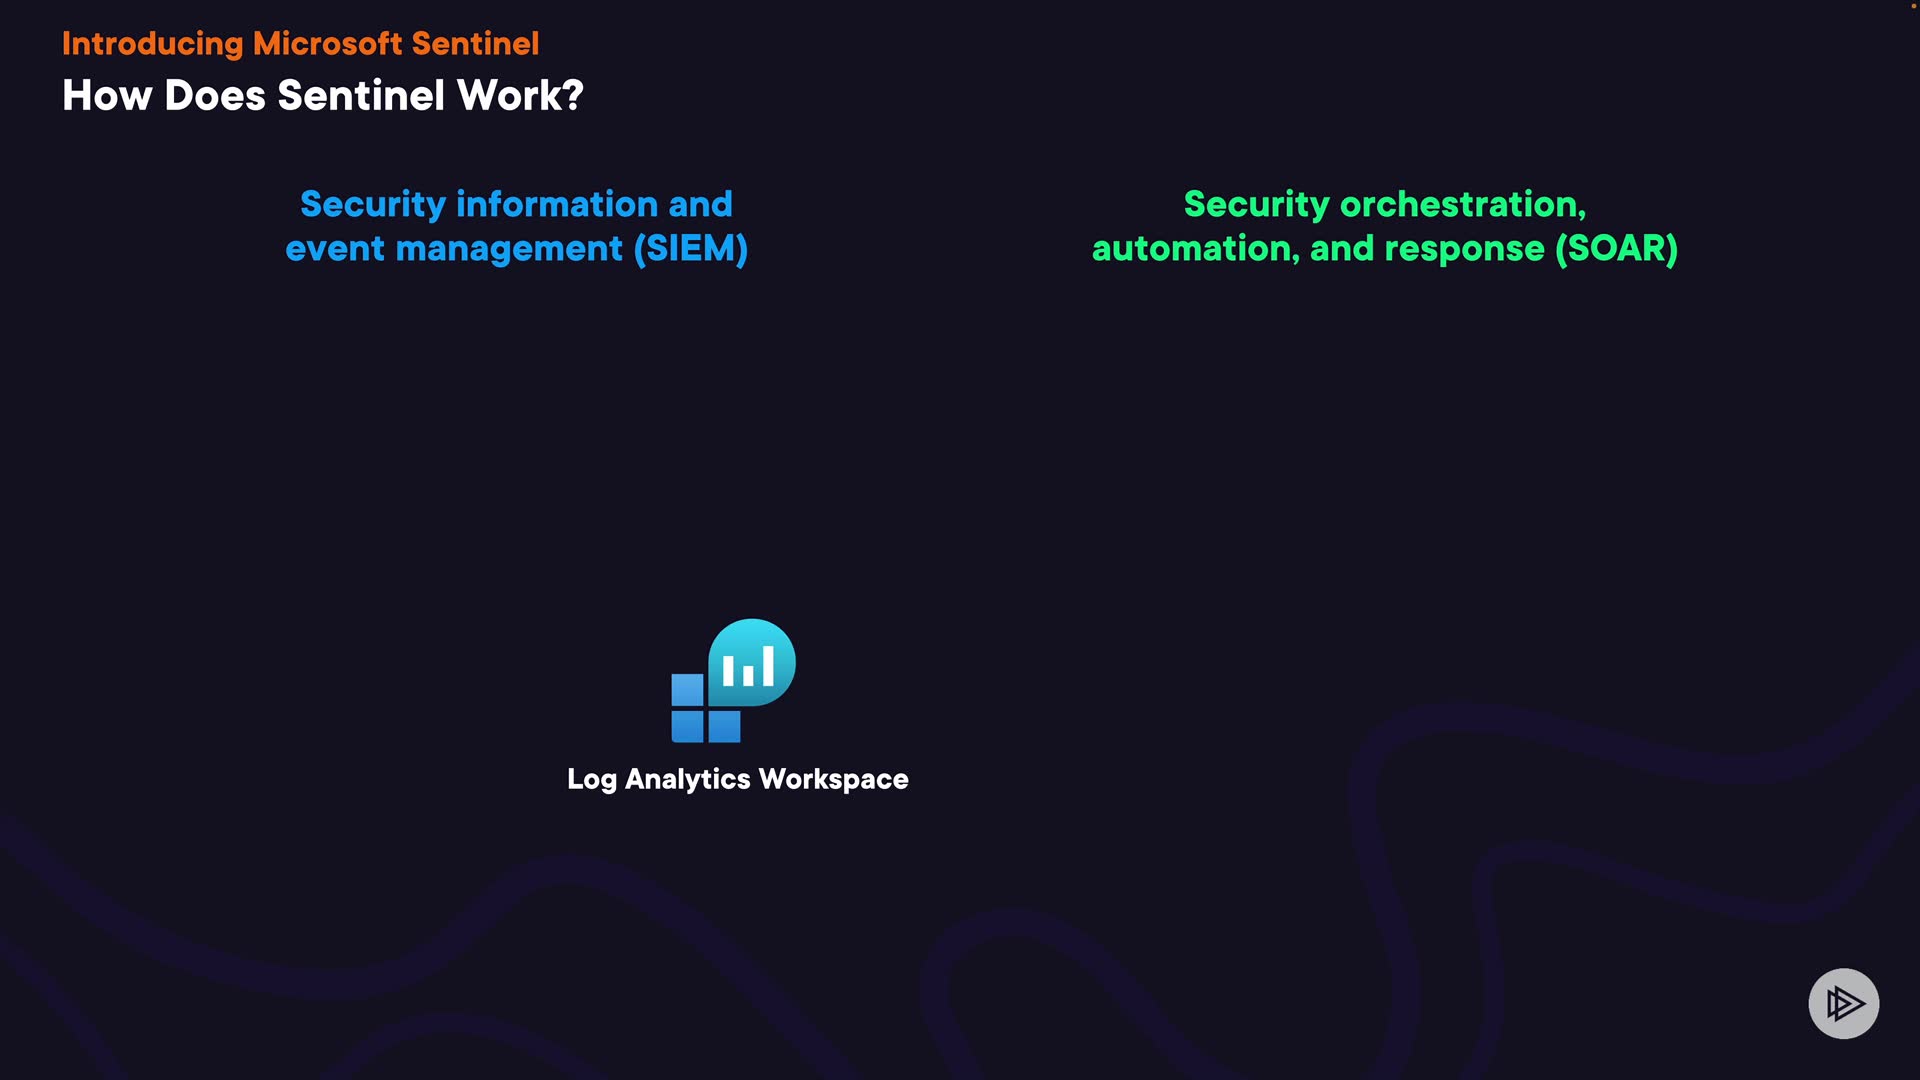 Introducing Microsoft Sentinel
How Does Sentinel Work?
Security information and
event management (SIEM)
Security orchestration,
automation, and response (SOAR)
Log Analytics Workspace